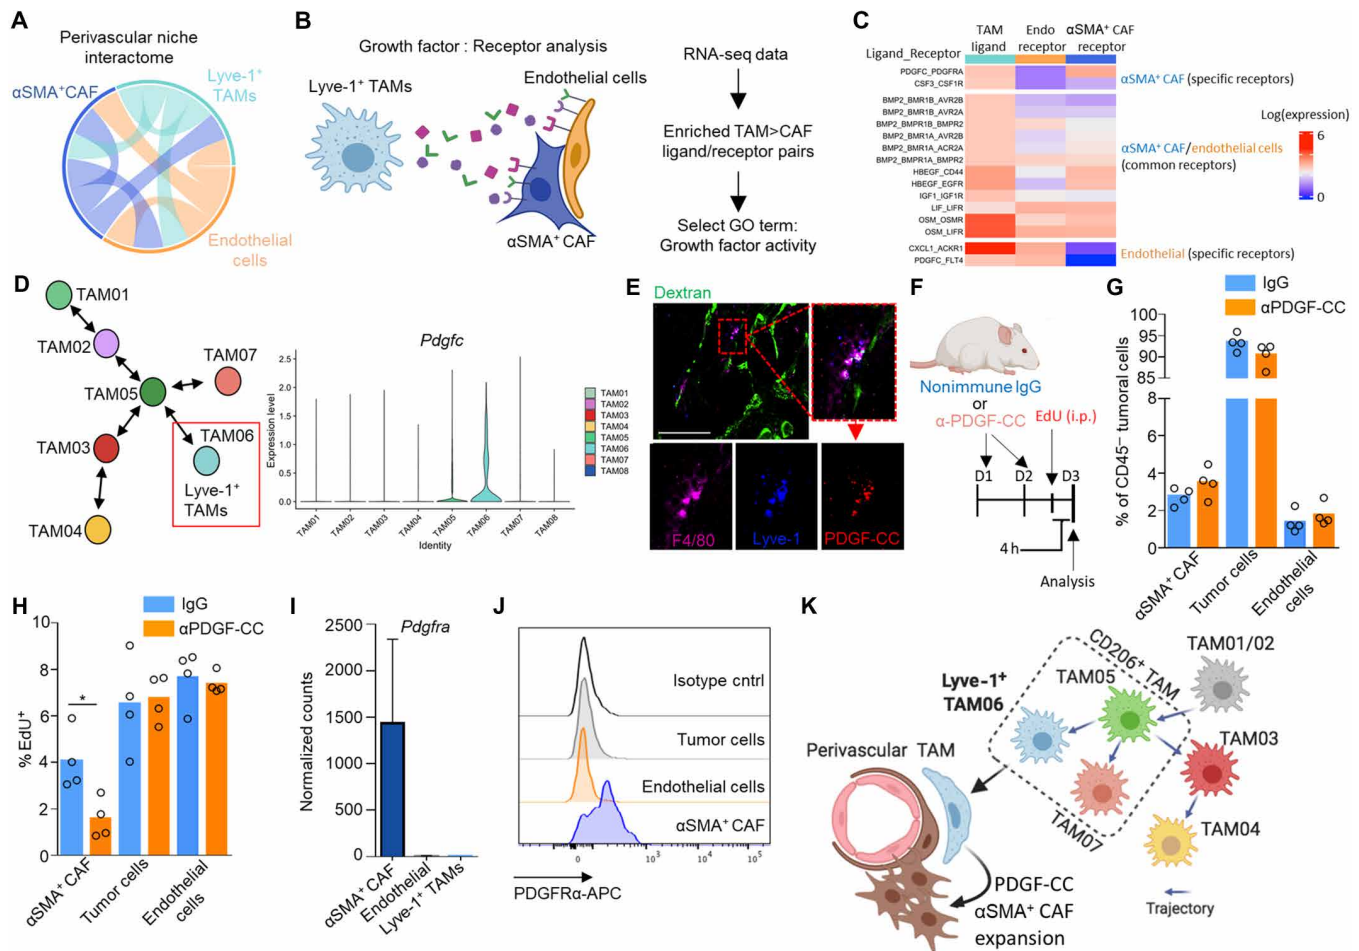 A
Perivascular niche
interactome
αSMA⁺CAF
Lyve-1⁺
TAMs
Endothelial
cells
B
Growth factor : Receptor analysis
Lyve-1⁺ TAMs
Endothelial cells
αSMA⁺ CAF
RNA-seq data
Enriched TAM>CAF
ligand/receptor pairs
Select GO term:
Growth factor activity
C
Ligand_Receptor
TAM
ligand
Endo
receptor
αSMA⁺ CAF
receptor
PDGFC_PDGFRA
CSF3_CSF1R
BMP2_BMR1B_AVR2B
BMP2_BMR1B_AVR2A
BMP2_BMPR1B_BMPR2
BMP2_BMR1A_AVR2B
BMP2_BMR1A_ACR2A
BMP2_BMPR1A_BMPR2
HBEGF_CD44
HBEGF_EGFR
IGF1_IGF1R
LIF_LIFR
OSM_OSMR
OSM_LIFR
CXCL1_ACKR1
PDGFC_FLT4
αSMA⁺ CAF (specific receptors)
αSMA⁺ CAF/endothelial cells
(common receptors)
Endothelial (specific receptors)
Log(expression)
6
0
D
TAM01
TAM02
TAM05
TAM07
TAM03
TAM06
Lyve-1⁺
TAMs
TAM04
Pdgfc
Expression level
2.5
2.0
1.5
1.0
0.5
0.0
TAM01
TAM02
TAM03
TAM04
TAM05
TAM06
TAM07
TAM08
Identity
TAM01
TAM02
TAM03
TAM04
TAM05
TAM06
TAM07
TAM08
E
Dextran
F4/80
Lyve-1
PDGF-CC
F
Nonimmune IgG
or
α-PDGF-CC
EdU (i.p.)
D1
D2
D3
4 h
Analysis
G
IgG
αPDGF-CC
% of CD45⁻ tumoral cells
100
95
90
85
8
6
4
2
0
αSMA⁺ CAF
Tumor cells
Endothelial
cells
H
IgG
αPDGF-CC
% EdU⁺
10
8
6
4
2
0
*
αSMA⁺ CAF
Tumor cells
Endothelial
cells
I
Pdgfra
Normalized counts
2500
2000
1500
1000
500
0
αSMA⁺ CAF
Endothelial
Lyve-1⁺ TAMs
J
Isotype cntrl
Tumor cells
Endothelial cells
αSMA⁺ CAF
0
10³
10⁴
10⁵
PDGFRα-APC
K
CD206⁺ TAM
TAM01/02
Lyve-1⁺
TAM06
TAM05
TAM03
Perivascular TAM
TAM07
TAM04
PDGF-CC
αSMA⁺ CAF
expansion
Trajectory